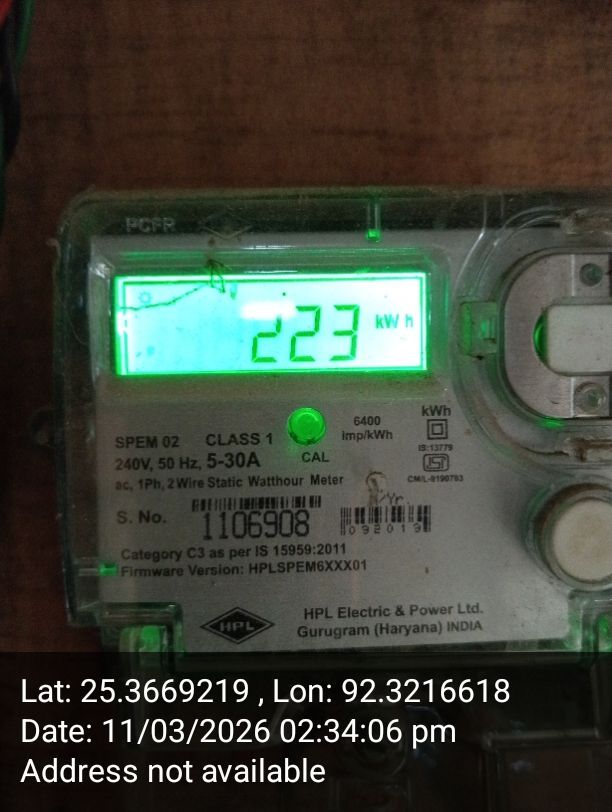 PCFR
223 kWh
SPEM 02 CLASS 1
6400
imp/kWh
kWh
IS:13779
240V, 50 Hz, 5-30A
CAL
CM/L-9190793
ac, 1Ph, 2 Wire Static Watthour Meter
S. No.
1106908
092019
Category C3 as per IS 15959:2011
Firmware Version: HPLSPEM6XXX01
HPL
HPL Electric & Power Ltd.
Gurugram (Haryana) INDIA
Lat: 25.3669219 , Lon: 92.3216618
Date: 11/03/2026 02:34:06 pm
Address not available